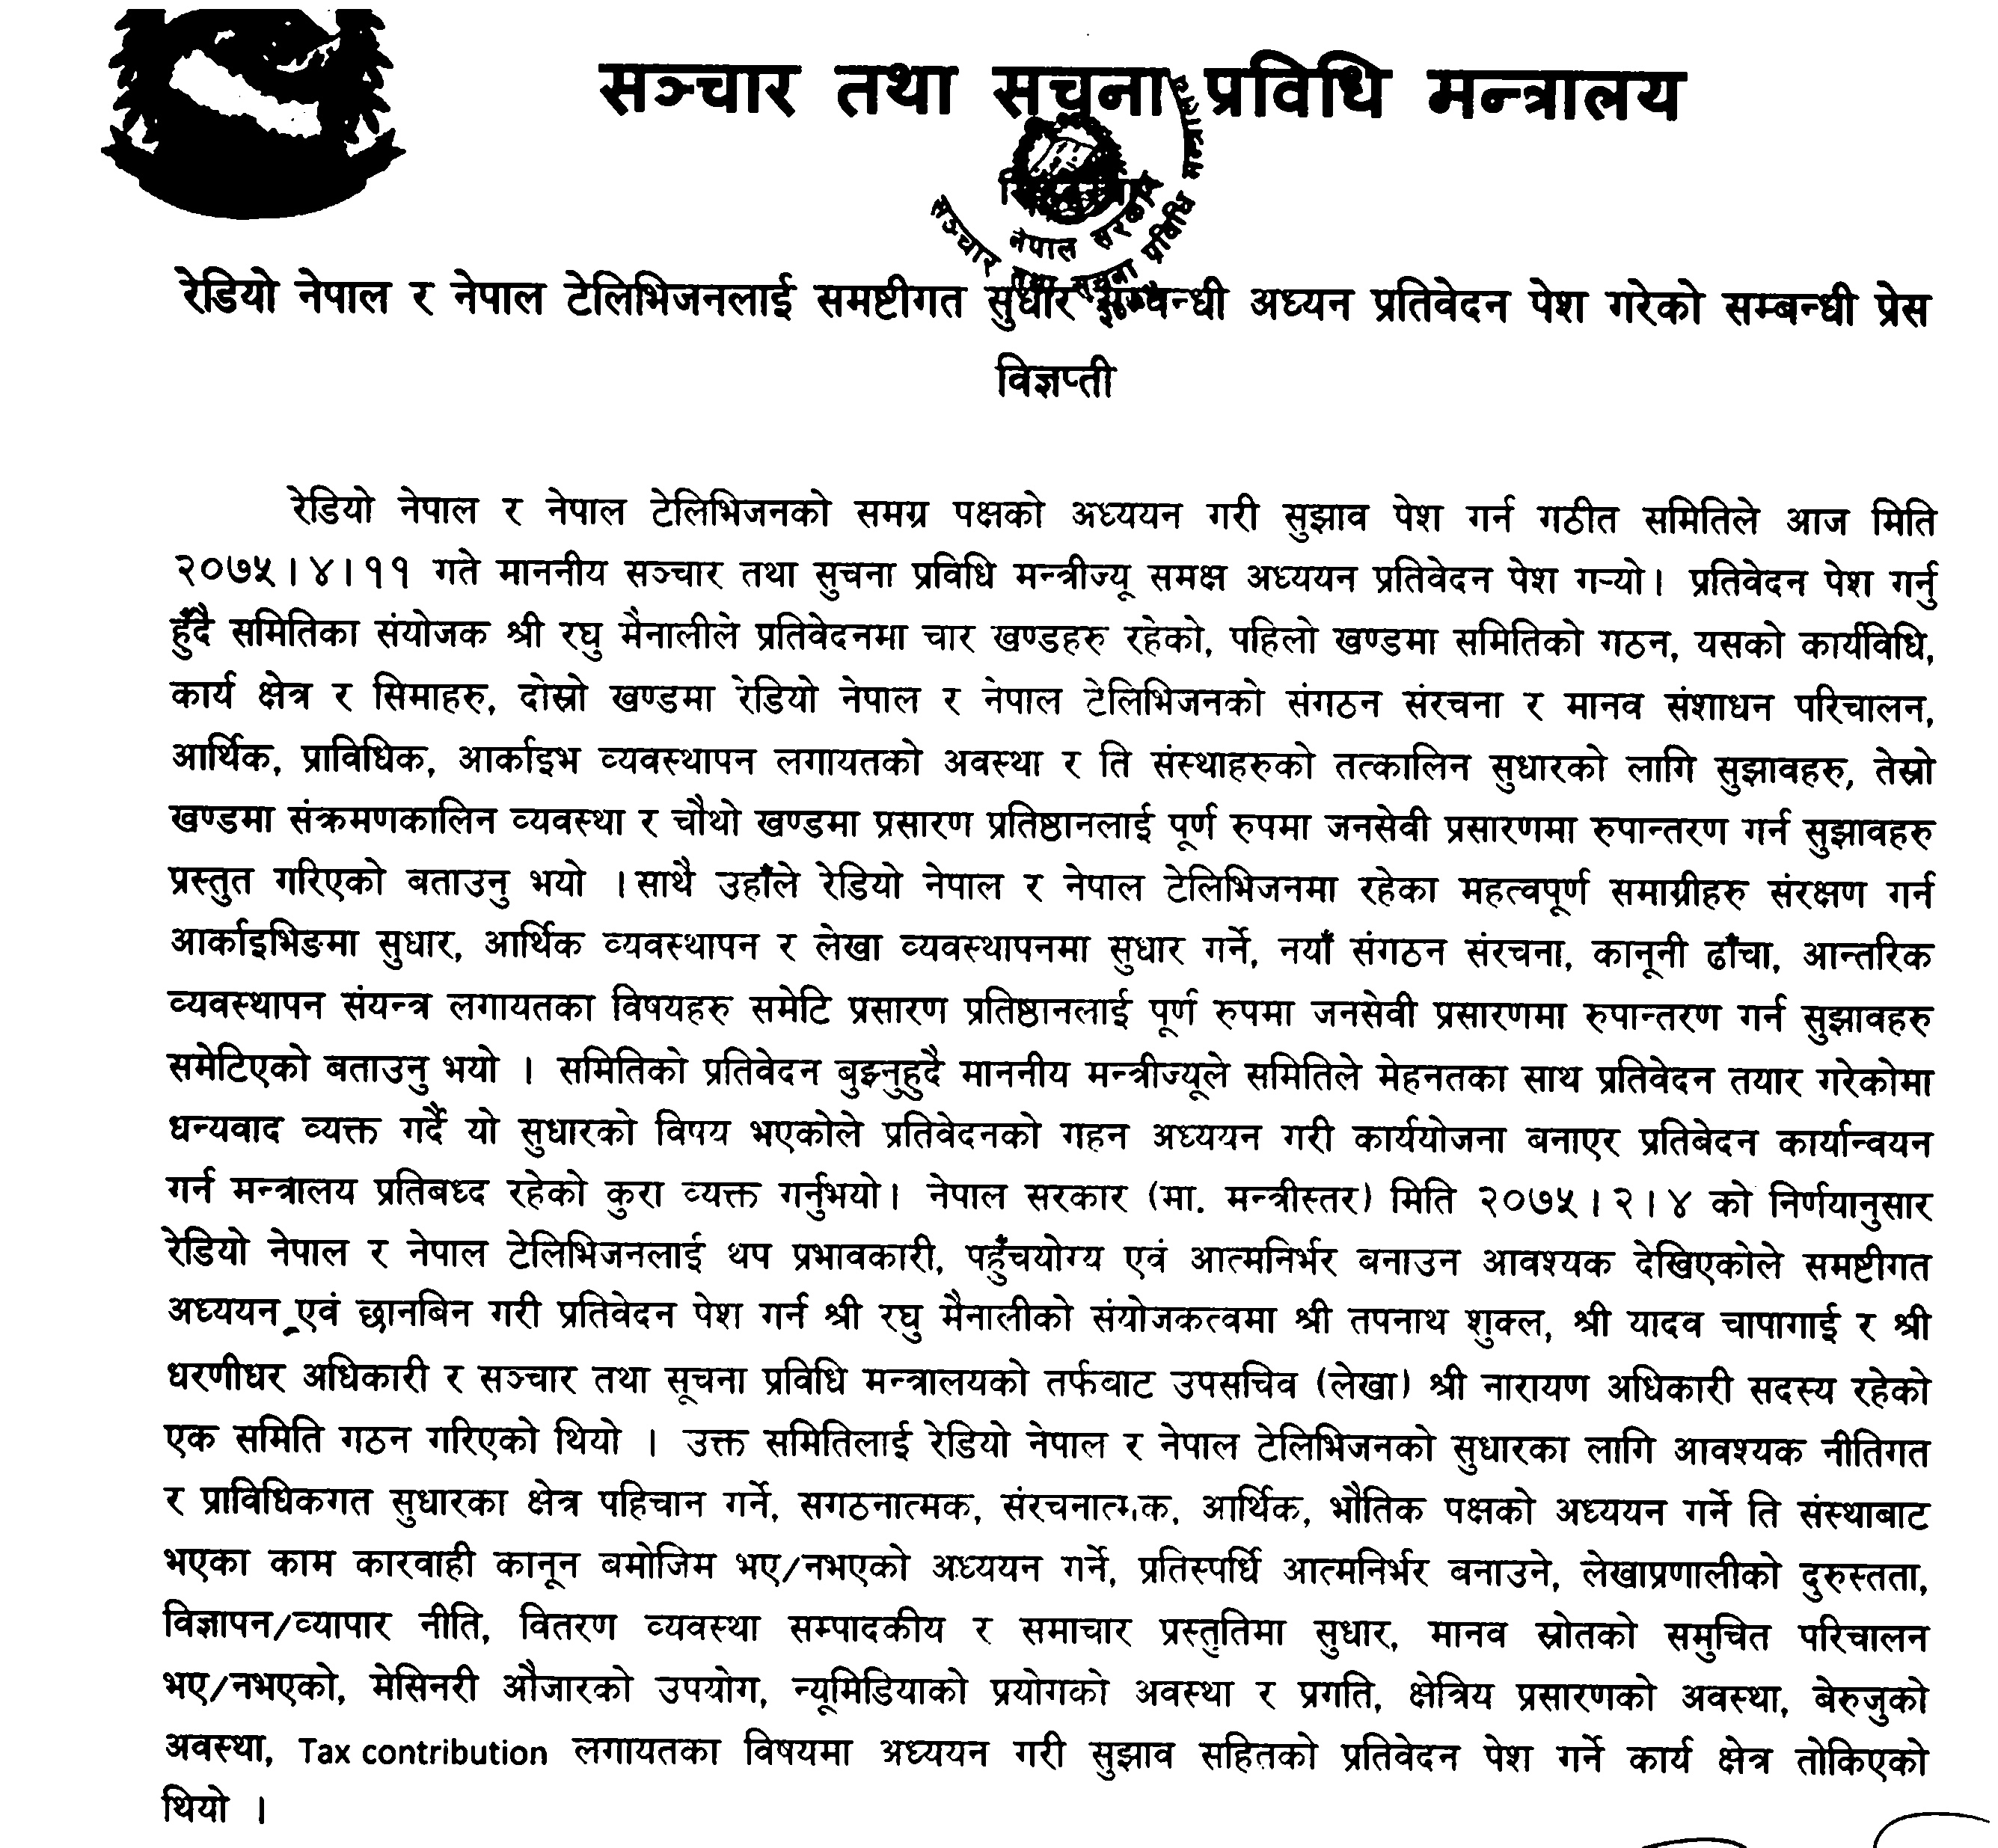 सञ्चार तथा सूचना प्रविधि मन्त्रालय
नेपाल सरकार
सञ्चार तथा सूचना प्रविधि मन्त्रालय
रेडियो नेपाल र नेपाल टेलिभिजनलाई समष्टीगत सुधार सम्बन्धी अध्यन प्रतिवेदन पेश गरेको सम्बन्धी प्रेस
विज्ञप्ती
रेडियो नेपाल र नेपाल टेलिभिजनको समग्र पक्षको अध्ययन गरी सुझाव पेश गर्न गठीत समितिले आज मिति
२०७५।४।११ गते माननीय सञ्चार तथा सुचना प्रविधि मन्त्रीज्यू समक्ष अध्ययन प्रतिवेदन पेश गर्‍यो। प्रतिवेदन पेश गर्नु
हुँदै समितिका संयोजक श्री रघु मैनालीले प्रतिवेदनमा चार खण्डहरु रहेको, पहिलो खण्डमा समितिको गठन, यसको कार्यविधि,
कार्य क्षेत्र र सिमाहरु, दोस्रो खण्डमा रेडियो नेपाल र नेपाल टेलिभिजनको संगठन संरचना र मानव संशाधन परिचालन,
आर्थिक, प्राविधिक, आर्काइभ व्यवस्थापन लगायतको अवस्था र ति संस्थाहरुको तत्कालिन सुधारको लागि सुझावहरु, तेस्रो
खण्डमा संक्रमणकालिन व्यवस्था र चौथो खण्डमा प्रसारण प्रतिष्ठानलाई पूर्ण रुपमा जनसेवी प्रसारणमा रुपान्तरण गर्न सुझावहरु
प्रस्तुत गरिएको बताउनु भयो ।साथै उहाँले रेडियो नेपाल र नेपाल टेलिभिजनमा रहेका महत्वपूर्ण समाग्रीहरु संरक्षण गर्न
आर्काइभिङमा सुधार, आर्थिक व्यवस्थापन र लेखा व्यवस्थापनमा सुधार गर्ने, नयाँ संगठन संरचना, कानूनी ढाँचा, आन्तरिक
व्यवस्थापन संयन्त्र लगायतका विषयहरु समेटि प्रसारण प्रतिष्ठानलाई पूर्ण रुपमा जनसेवी प्रसारणमा रुपान्तरण गर्न सुझावहरु
समेटिएको बताउनु भयो । समितिको प्रतिवेदन बुझ्नुहुदै माननीय मन्त्रीज्यूले समितिले मेहनतका साथ प्रतिवेदन तयार गरेकोमा
धन्यवाद व्यक्त गर्दै यो सुधारको विषय भएकोले प्रतिवेदनको गहन अध्ययन गरी कार्ययोजना बनाएर प्रतिबेदन कार्यान्वयन
गर्न मन्त्रालय प्रतिबध्द रहेको कुरा व्यक्त गर्नुभयो। नेपाल सरकार (मा. मन्त्रीस्तर) मिति २०७५।२।४ को निर्णयानुसार
रेडियो नेपाल र नेपाल टेलिभिजनलाई थप प्रभावकारी, पहुँचयोग्य एवं आत्मनिर्भर बनाउन आवश्यक देखिएकोले समष्टीगत
अध्ययन एवं छानबिन गरी प्रतिवेदन पेश गर्न श्री रघु मैनालीको संयोजकत्वमा श्री तपनाथ शुक्ल, श्री यादव चापागाई र श्री
धरणीधर अधिकारी र सञ्चार तथा सूचना प्रविधि मन्त्रालयको तर्फबाट उपसचिव (लेखा) श्री नारायण अधिकारी सदस्य रहेको
एक समिति गठन गरिएको थियो । उक्त समितिलाई रेडियो नेपाल र नेपाल टेलिभिजनको सुधारका लागि आवश्यक नीतिगत
र प्राविधिकगत सुधारका क्षेत्र पहिचान गर्ने, सगठनात्मक, संरचनात्मक, आर्थिक, भौतिक पक्षको अध्ययन गर्ने ति संस्थाबाट
भएका काम कारवाही कानून बमोजिम भए/नभएको अध्ययन गर्ने, प्रतिस्पर्धि आत्मनिर्भर बनाउने, लेखाप्रणालीको दुरुस्तता,
विज्ञापन/व्यापार नीति, वितरण व्यवस्था सम्पादकीय र समाचार प्रस्तुतिमा सुधार, मानव स्रोतको समुचित परिचालन
भए/नभएको, मेसिनरी औजारको उपयोग, न्यूमिडियाको प्रयोगको अवस्था र प्रगति, क्षेत्रिय प्रसारणको अवस्था, बेरुजुको
अवस्था, Tax contribution लगायतका विषयमा अध्ययन गरी सुझाव सहितको प्रतिवेदन पेश गर्ने कार्य क्षेत्र तोकिएको
थियो ।